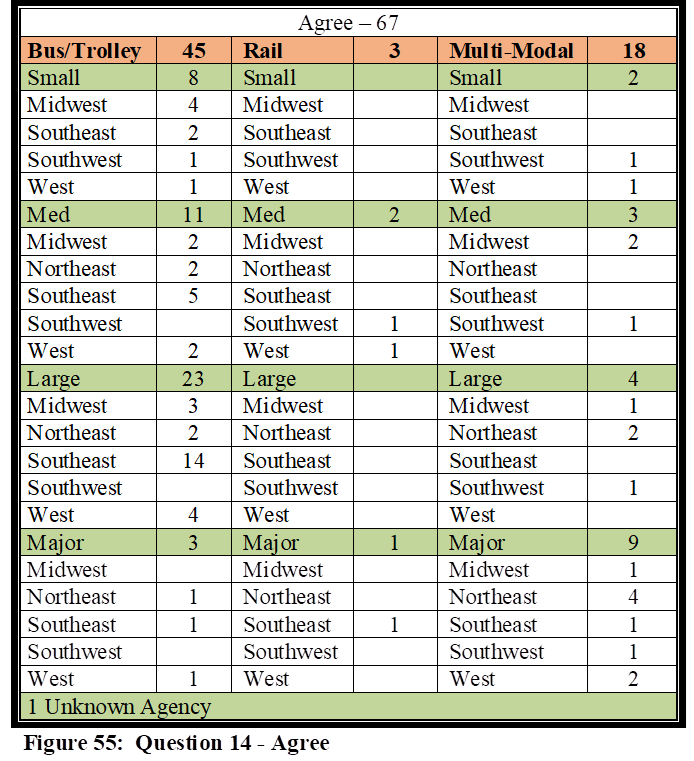 Agree – 67
Bus/Trolley 45 Rail 3 Multi-Modal 18
Small 8 Small Small 2
Midwest 4 Midwest Midwest
Southeast 2 Southeast Southeast
Southwest 1 Southwest Southwest 1
West 1 West West 1
Med 11 Med 2 Med 3
Midwest 2 Midwest Midwest 2
Northeast 2 Northeast Northeast
Southeast 5 Southeast Southeast
Southwest Southwest 1 Southwest 1
West 2 West 1 West
Large 23 Large Large 4
Midwest 3 Midwest Midwest 1
Northeast 2 Northeast Northeast 2
Southeast 14 Southeast Southeast
Southwest Southwest Southwest 1
West 4 West West
Major 3 Major 1 Major 9
Midwest Midwest Midwest 1
Northeast 1 Northeast Northeast 4
Southeast 1 Southeast 1 Southeast 1
Southwest Southwest Southwest 1
West 1 West West 2
1 Unknown Agency
Figure 55: Question 14 - Agree